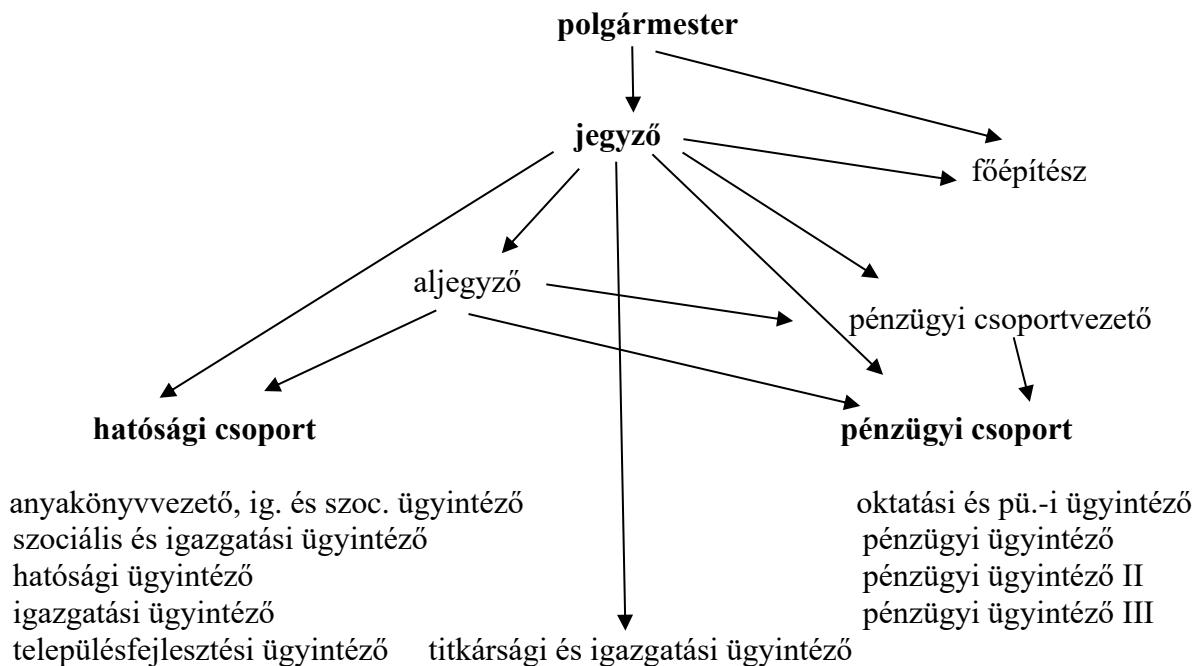 polgármester
jegyző
főépítész
aljegyző
pénzügyi csoportvezető
hatósági csoport
pénzügyi csoport
anyakönyvvezető, ig. és szoc. ügyintéző
szociális és igazgatási ügyintéző
hatósági ügyintéző
igazgatási ügyintéző
településfejlesztési ügyintéző
titkársági és igazgatási ügyintéző
oktatási és pü.-i ügyintéző
pénzügyi ügyintéző
pénzügyi ügyintéző II
pénzügyi ügyintéző III